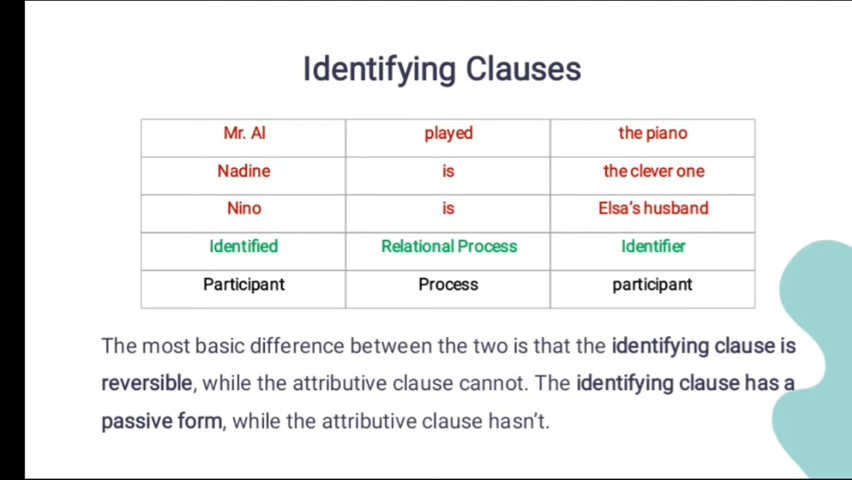 Identifying Clauses
Mr. Al played the piano
Nadine is the clever one
Nino is Elsa's husband
Identified Relational Process Identifier
Participant Process participant
The most basic difference between the two is that the identifying clause is
reversible, while the attributive clause cannot. The identifying clause has a
passive form, while the attributive clause hasn't.